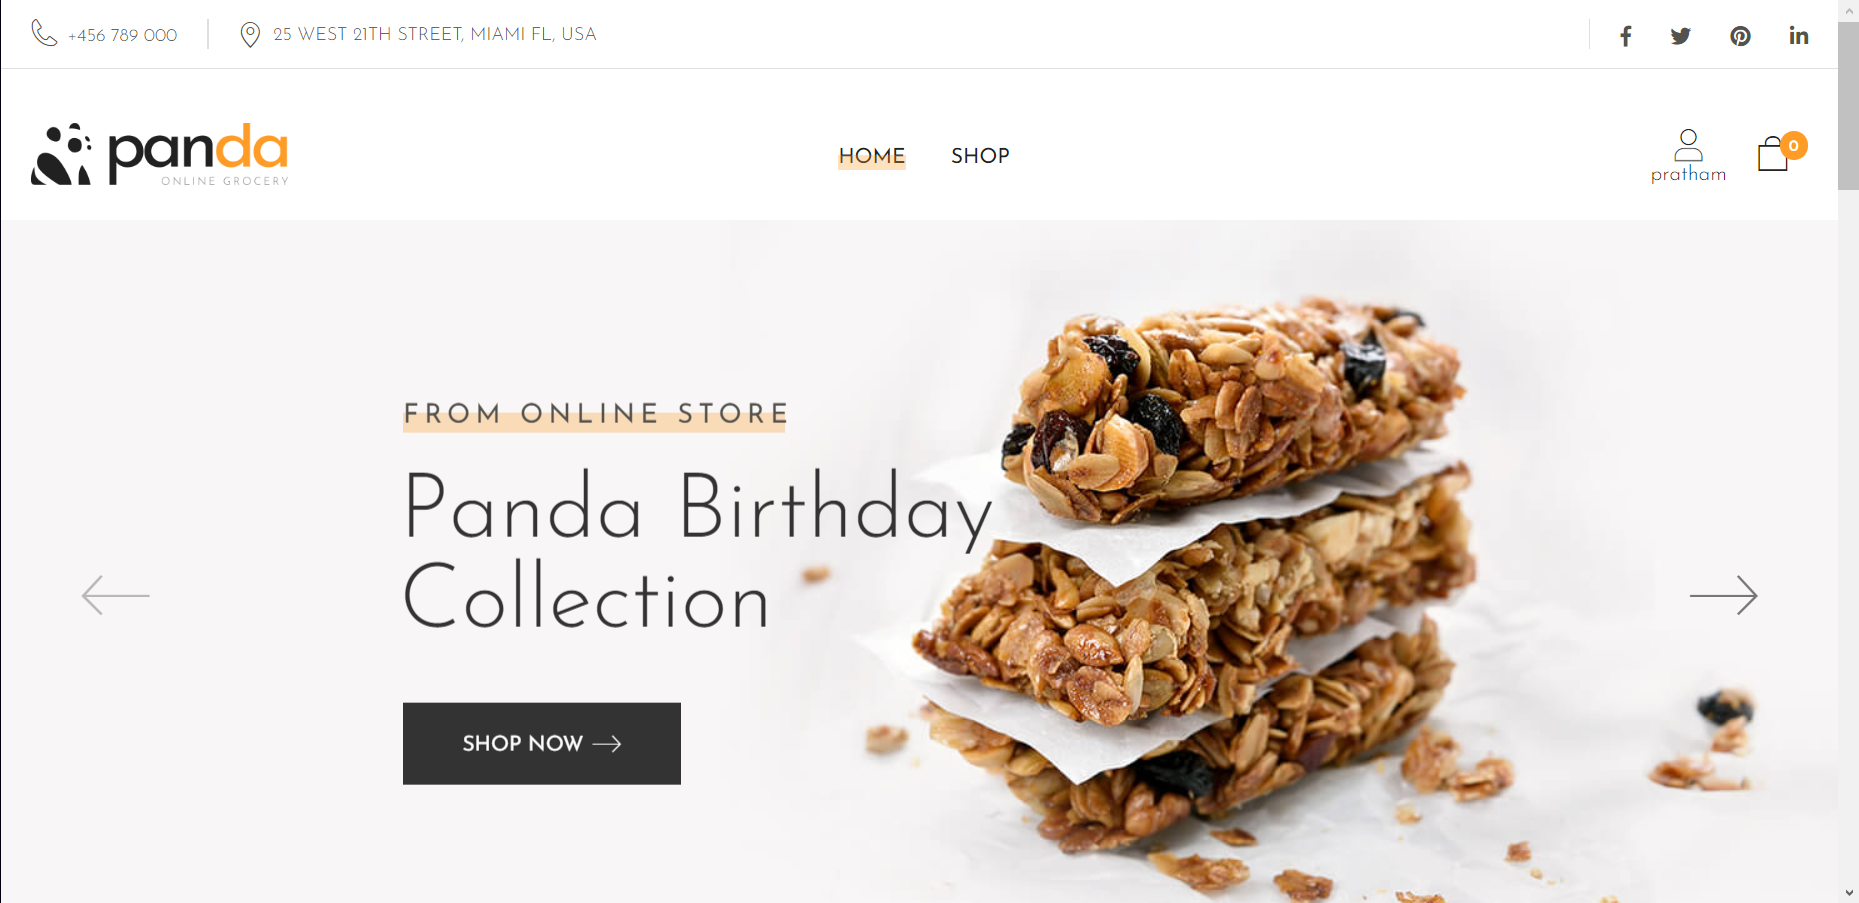 +456 789 000
25 WEST 21TH STREET, MIAMI FL, USA
panda
ONLINE GROCERY
HOME
SHOP
pratham
0
FROM ONLINE STORE
Panda Birthday
Collection
SHOP NOW